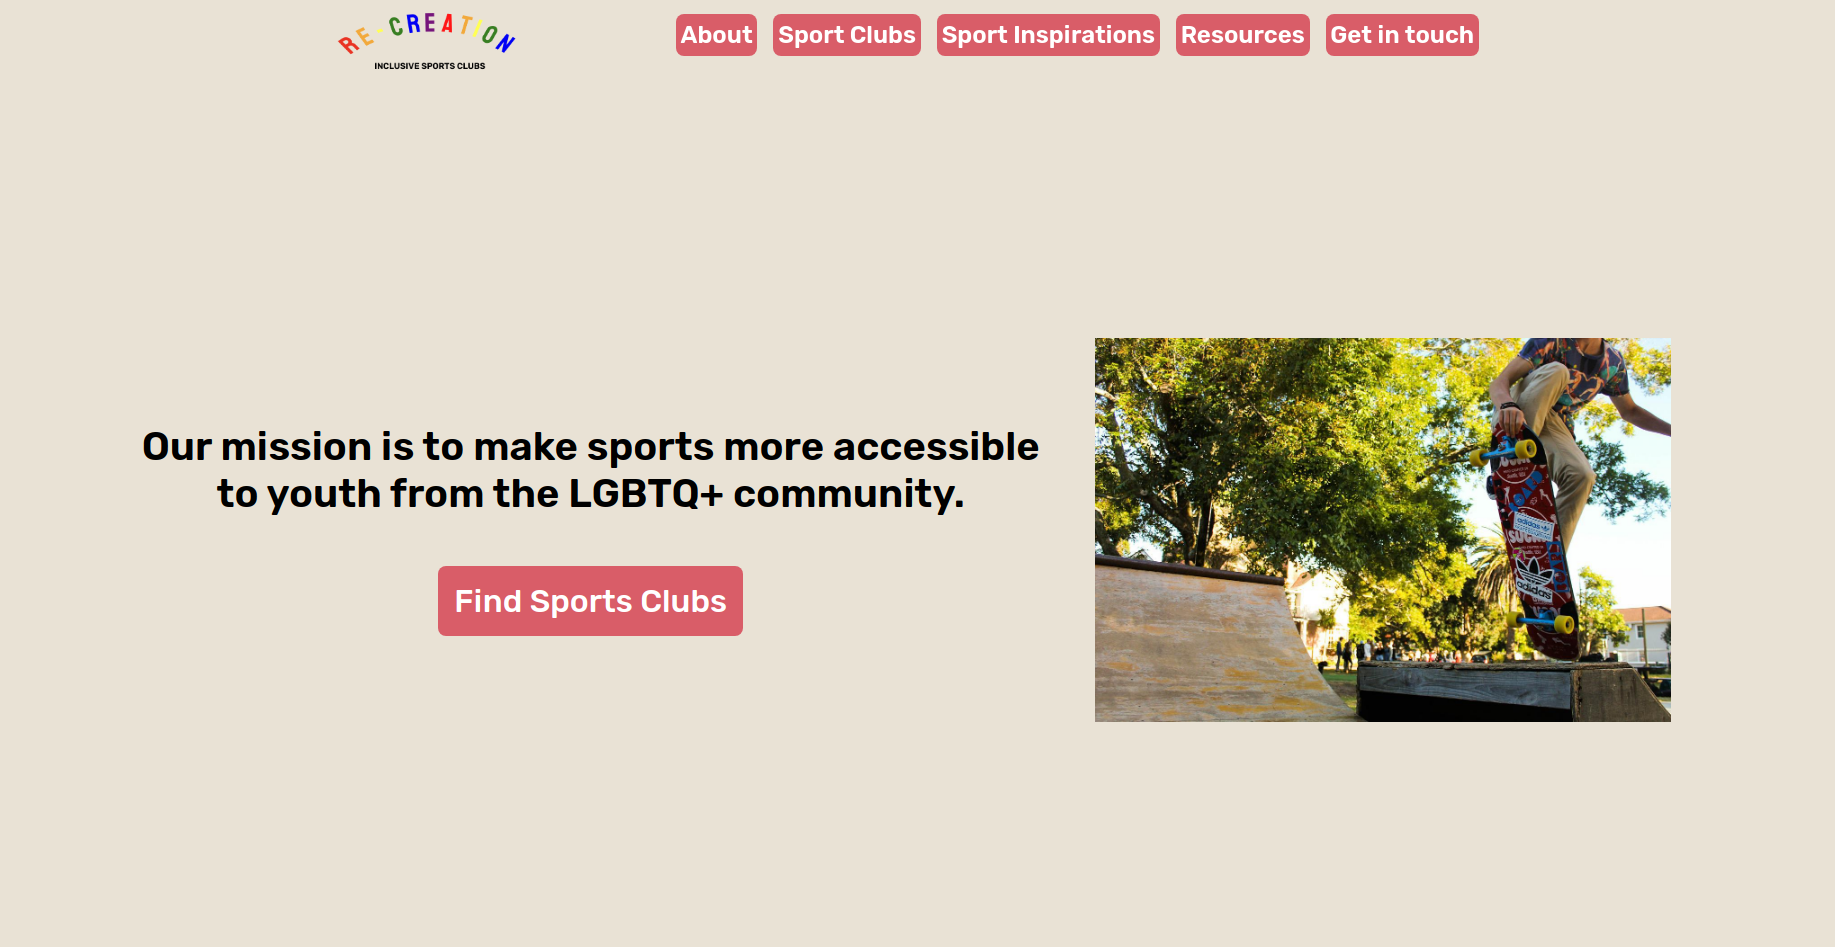 RE-CREATION
INCLUSIVE SPORTS CLUBS
About
Sport Clubs
Sport Inspirations
Resources
Get in touch
Our mission is to make sports more accessible
to youth from the LGBTQ+ community.
Find Sports Clubs
adidas
adidas